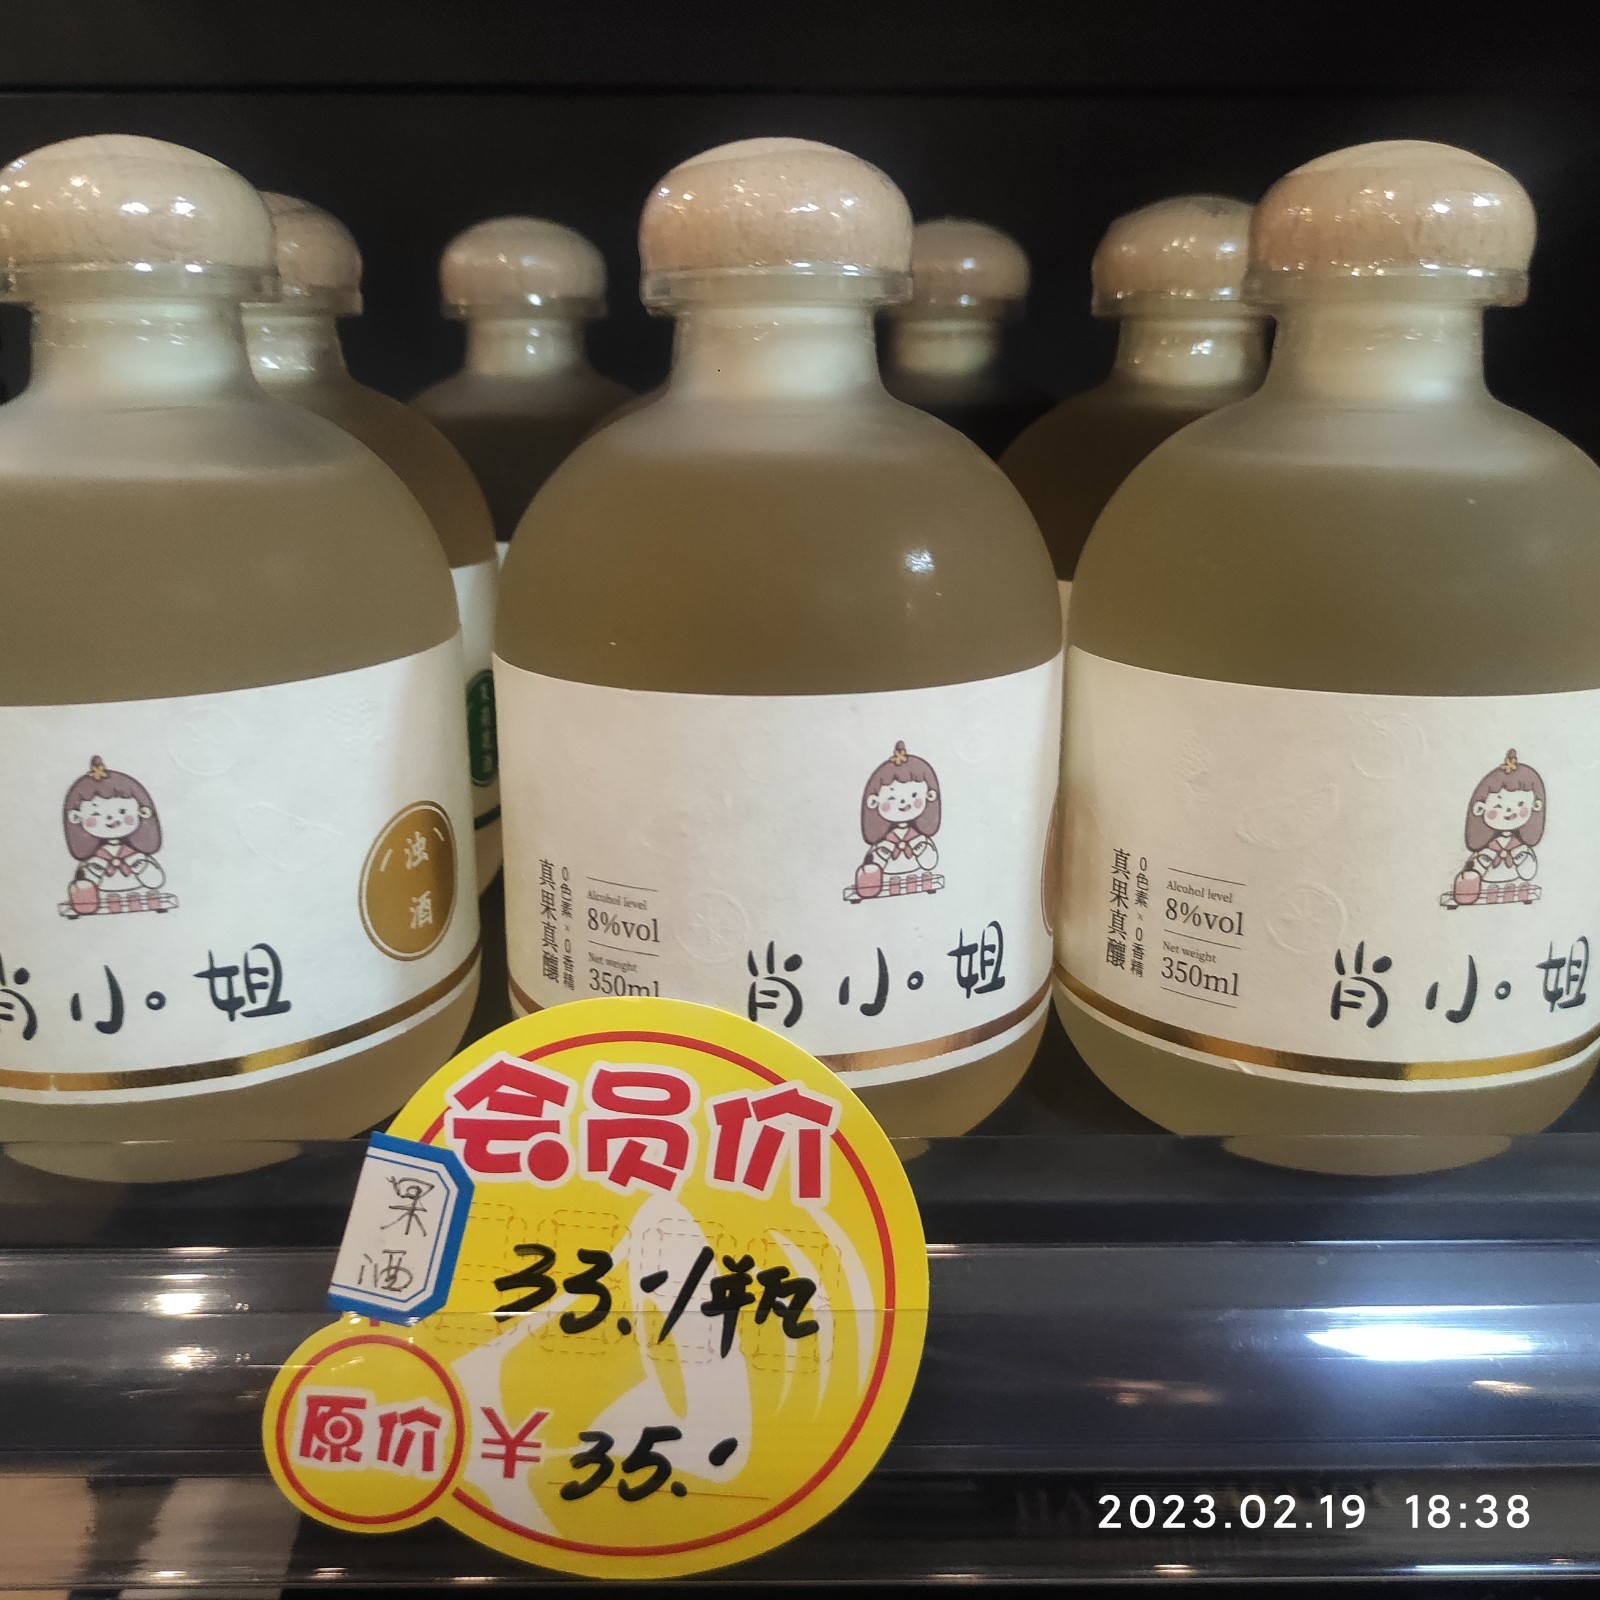 浊酒
肖小姐
真果真釀
0色素×0香精
Alcohol level
8%vol
Net weight
350ml
肖小姐
真果真釀
0色素×0香精
Alcohol level
8%vol
Net weight
350ml
肖小姐
会员价
果酒
33./瓶
原价
¥35.
2023.02.19 18:38